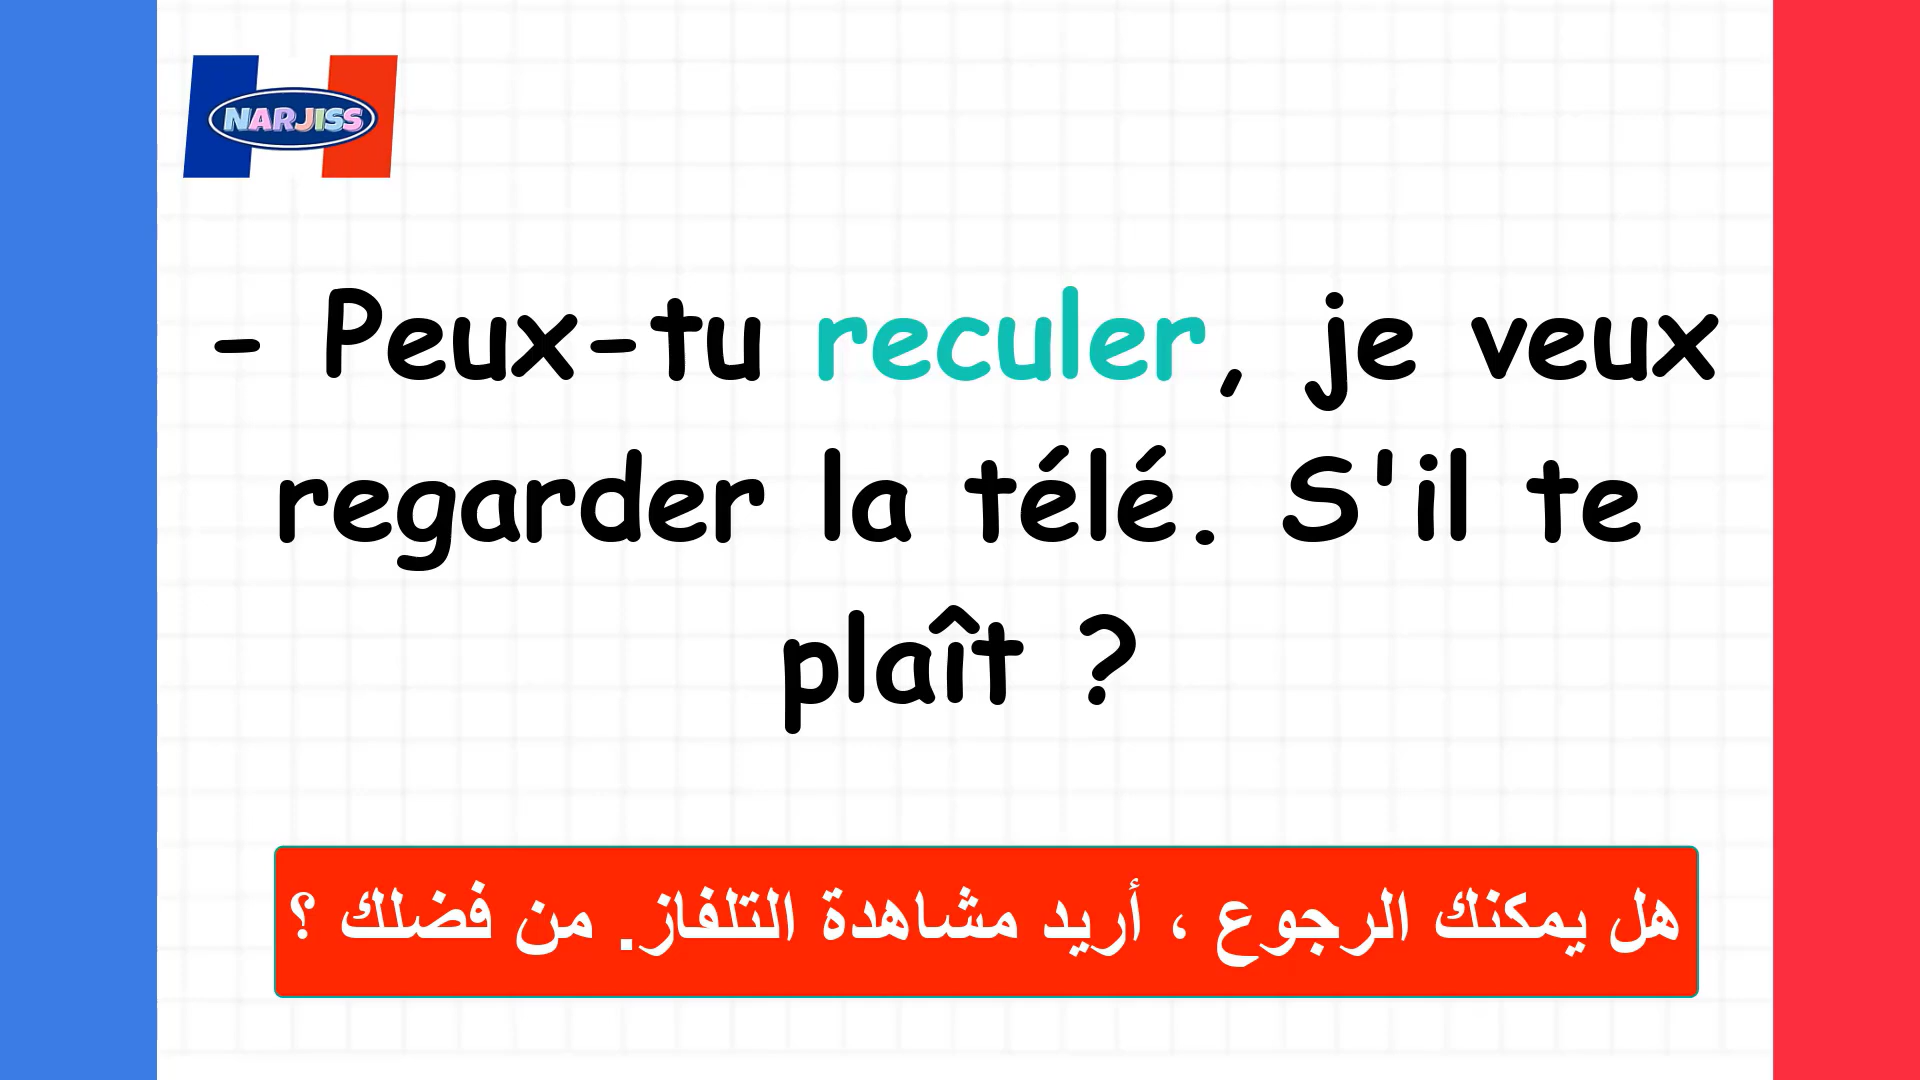 NARJISS
- Peux-tu reculer, je veux
regarder la télé. S'il te
plaît ?
هل يمكنك الرجوع ، أريد مشاهدة التلفاز. من فضلك ؟